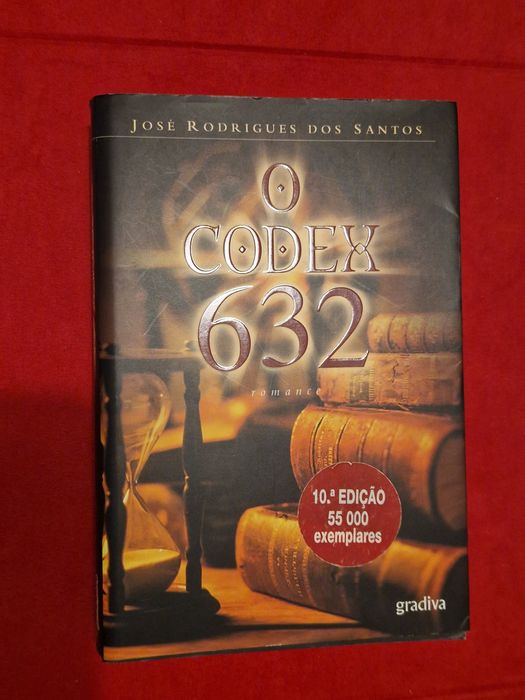 JOSÉ RODRIGUES DOS SANTOS
O
CODEX
632
romance
10.ª EDIÇÃO
55 000
exemplares
gradiva